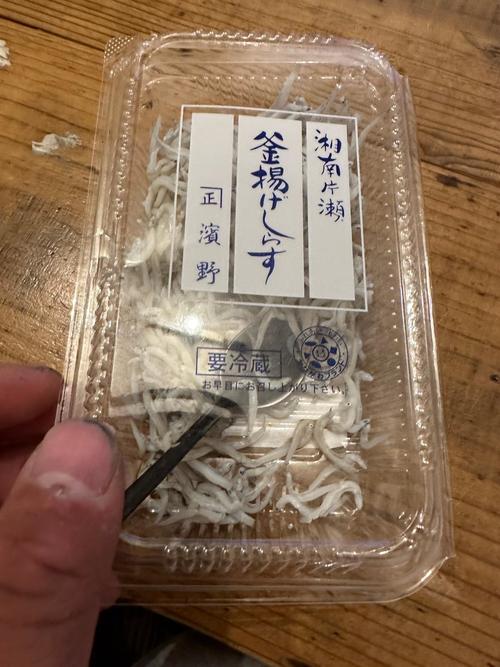 湘南片瀬
釜揚げしらす
正 濱野
要冷蔵
お早目にお召し上がり下さい。